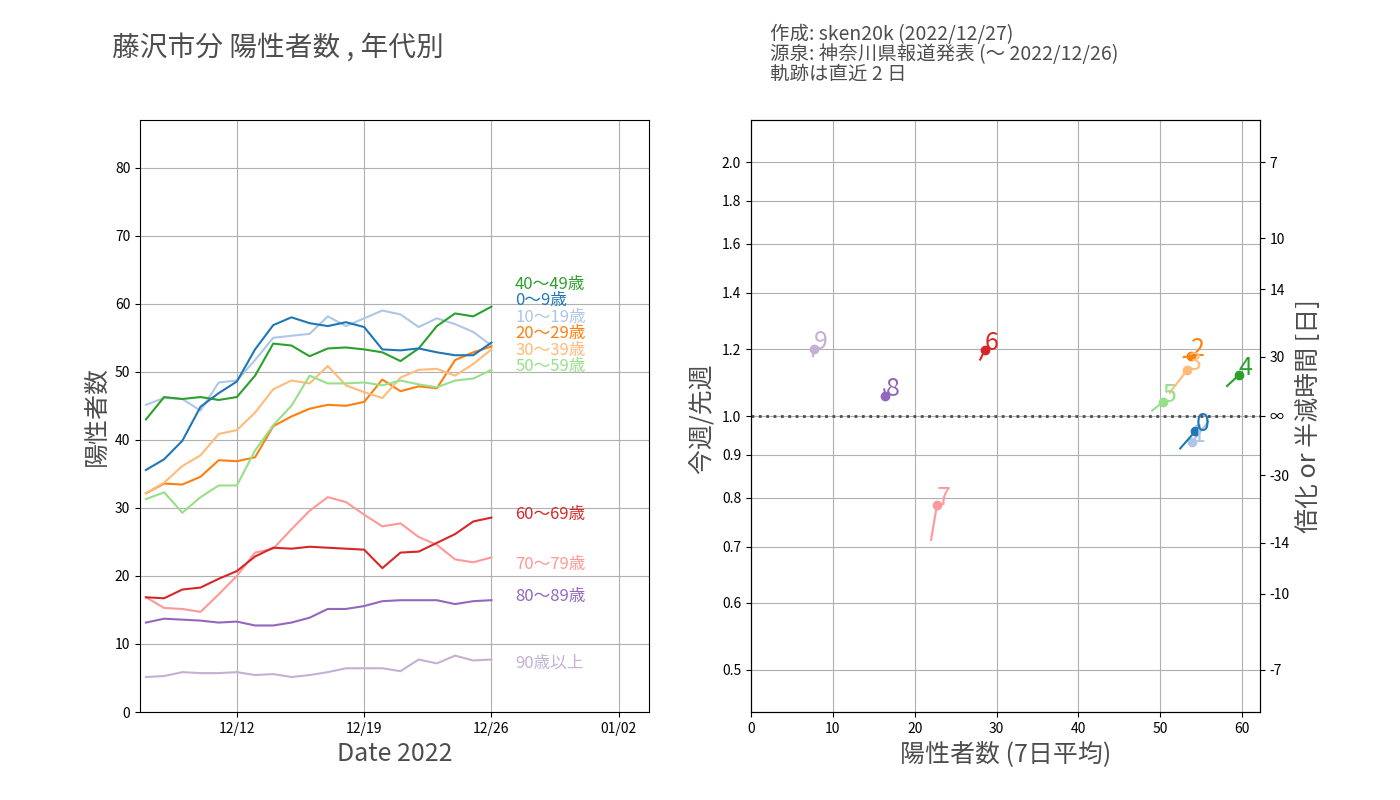 藤沢市分 陽性者数 , 年代別
作成: sken20k (2022/12/27)
源泉: 神奈川県報道発表 (〜 2022/12/26)
軌跡は直近 2 日
陽性者数
80
70
60
50
40
30
20
10
0
40〜49歳
0〜9歳
10〜19歳
20〜29歳
30〜39歳
50〜59歳
60〜69歳
70〜79歳
80〜89歳
90歳以上
12/12
12/19
12/26
01/02
Date 2022
今週/先週
2.0
1.8
1.6
1.4
1.2
1.0
0.9
0.8
0.7
0.6
0.5
9
6
2
3
4
8
5
0
1
7
7
10
14
30
∞
-30
-14
-10
-7
倍化 or 半減時間 [日]
0
10
20
30
40
50
60
陽性者数 (7日平均)